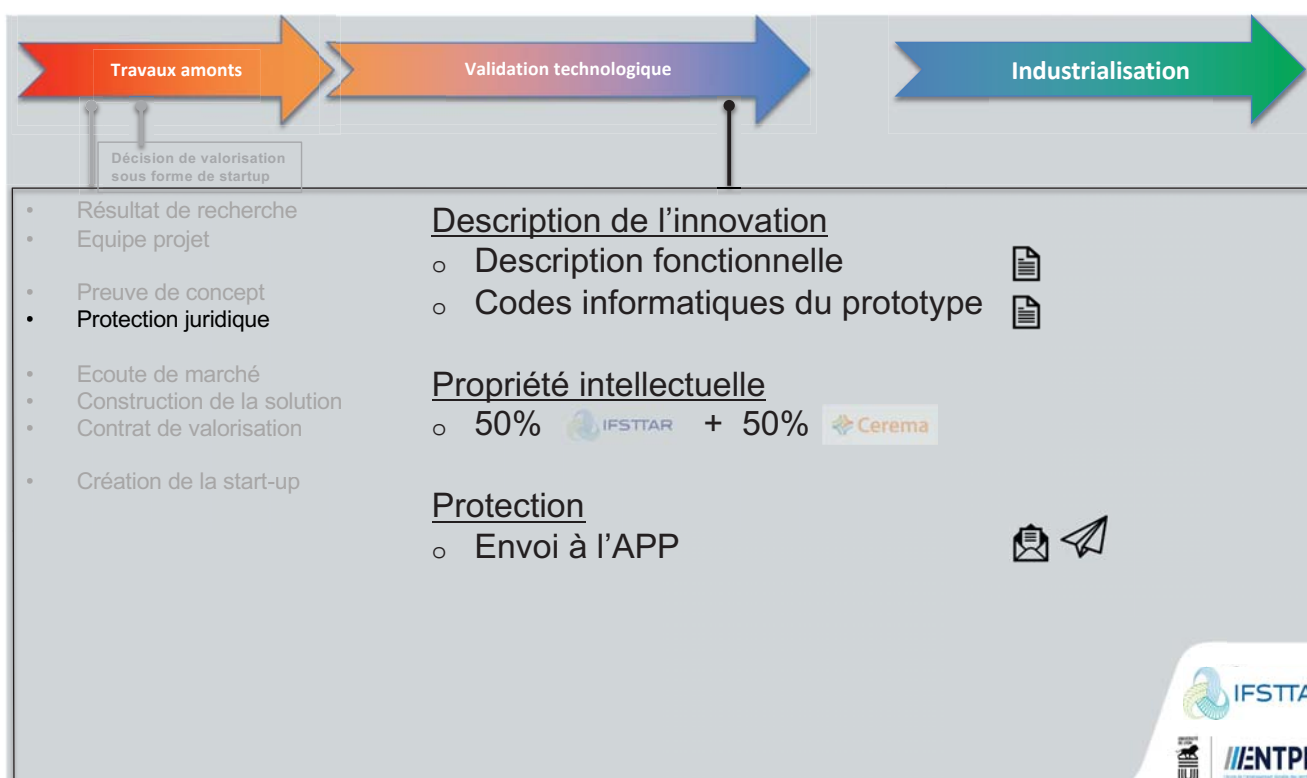 Travaux amonts
Validation technologique
Industrialisation
Décision de valorisation
sous forme de startup
• Résultat de recherche
• Equipe projet
• Preuve de concept
• Protection juridique
• Ecoute de marché
• Construction de la solution
• Contrat de valorisation
• Création de la start-up
Description de l’innovation
o Description fonctionnelle
o Codes informatiques du prototype
Propriété intellectuelle
o 50% IFSTTAR + 50% Cerema
Protection
o Envoi à l’APP
IFSTTA
ENTP